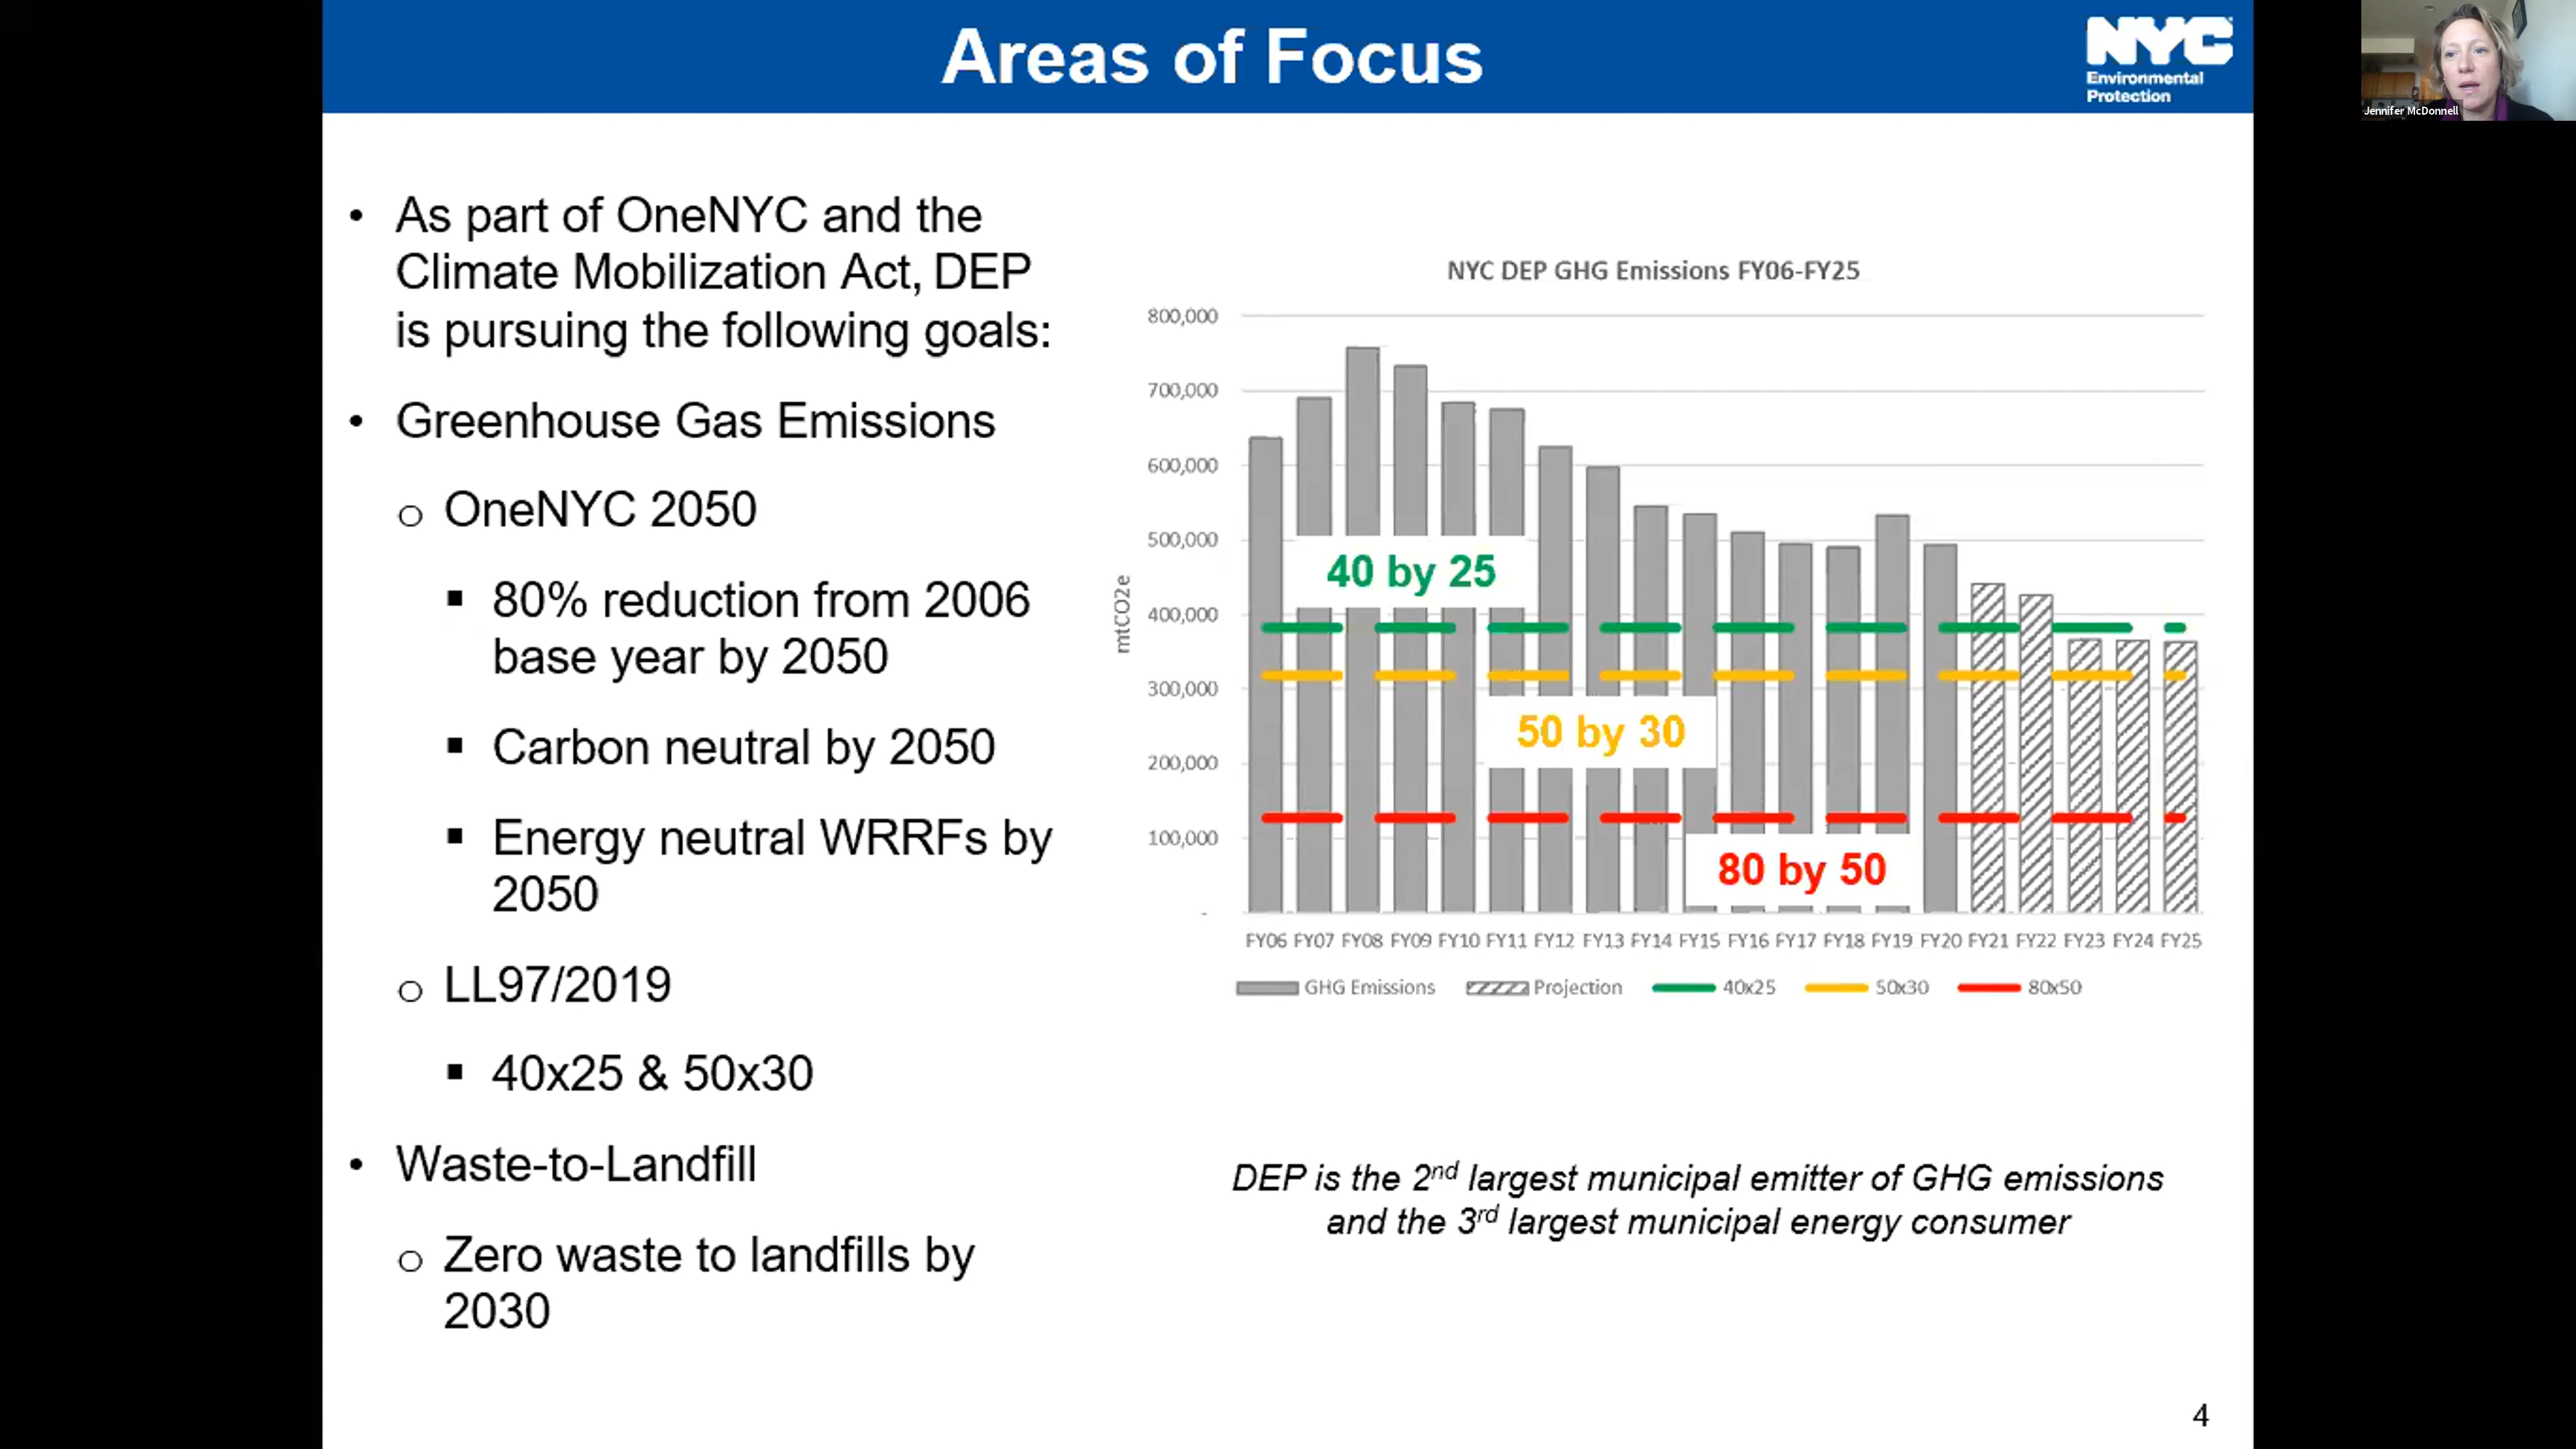 Areas of Focus
NYC
Environmental
Protection
Jennifer McDonnell
• As part of OneNYC and the
Climate Mobilization Act, DEP
is pursuing the following goals:
• Greenhouse Gas Emissions
o OneNYC 2050
▪ 80% reduction from 2006
base year by 2050
▪ Carbon neutral by 2050
▪ Energy neutral WRRFs by
2050
o LL97/2019
▪ 40x25 & 50x30
• Waste-to-Landfill
o Zero waste to landfills by
2030
NYC DEP GHG Emissions FY06-FY25
800,000
700,000
600,000
500,000
400,000
300,000
200,000
100,000
-
mtCO2e
40 by 25
50 by 30
80 by 50
FY06 FY07 FY08 FY09 FY10 FY11 FY12 FY13 FY14 FY15 FY16 FY17 FY18 FY19 FY20 FY21 FY22 FY23 FY24 FY25
GHG Emissions Projection 40x25 50x30 80x50
DEP is the 2nd largest municipal emitter of GHG emissions
and the 3rd largest municipal energy consumer
4